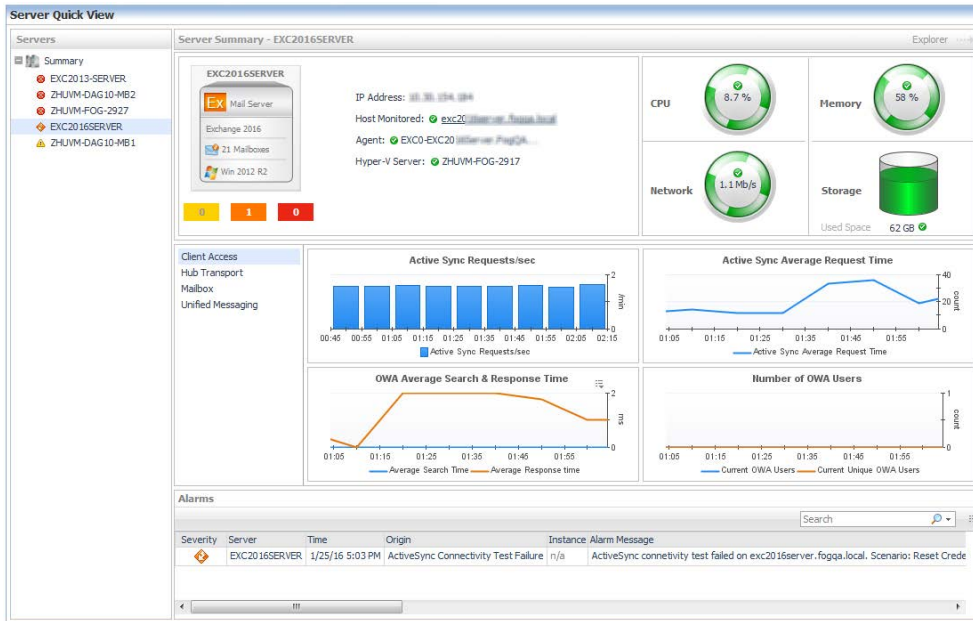 Server Quick View
Servers
Summary
EXC2013-SERVER
ZHUVM-DAG10-MB2
ZHUVM-FOG-2927
EXC2016SERVER
ZHUVM-DAG10-MB1
Server Summary - EXC2016SERVER
Explorer
EXC2016SERVER
Ex Mail Server
Exchange 2016
21 Mailboxes
Win 2012 R2
0 1 0
IP Address:
Host Monitored: exc20
Agent: EXC0-EXC20
Hyper-V Server: ZHUVM-FOG-2917
CPU
8.7 %
Memory
58 %
Network
1.1 Mb/s
Storage
Used Space 62 GB
Client Access
Hub Transport
Mailbox
Unified Messaging
Active Sync Requests/sec
2
/min
0
00:45 00:55 01:05 01:15 01:25 01:35 01:45 01:55 02:05 02:15
Active Sync Requests/sec
Active Sync Average Request Time
40
20
count
0
01:05 01:15 01:25 01:35 01:45 01:55
Active Sync Average Request Time
OWA Average Search & Response Time
2
ms
0
01:05 01:15 01:25 01:35 01:45 01:55
Average Search Time Average Response time
Number of OWA Users
1
count
0
01:05 01:15 01:25 01:35 01:45 01:55
Current OWA Users Current Unique OWA Users
Alarms
Search
Severity Server Time Origin Instance Alarm Message
EXC2016SERVER 1/25/16 5:03 PM ActiveSync Connectivity Test Failure n/a ActiveSync connetivity test failed on exc2016server.fogqa.local. Scenario: Reset Crede